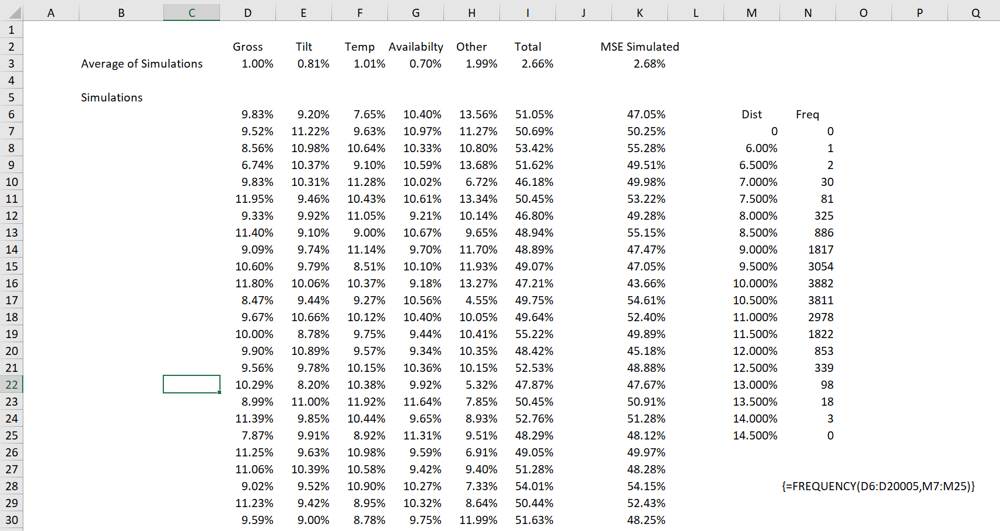 A B C D E F G H I J K L M N O P Q
1
2 Gross Tilt Temp Availabilty Other Total MSE Simulated
3 Average of Simulations 1.00% 0.81% 1.01% 0.70% 1.99% 2.66% 2.68%
4
5 Simulations
6 9.83% 9.20% 7.65% 10.40% 13.56% 51.05% 47.05% Dist Freq
7 9.52% 11.22% 9.63% 10.97% 11.27% 50.69% 50.25% 0 0
8 8.56% 10.98% 10.64% 10.33% 10.80% 53.42% 55.28% 6.00% 1
9 6.74% 10.37% 9.10% 10.59% 13.68% 51.62% 49.51% 6.500% 2
10 9.83% 10.31% 11.28% 10.02% 6.72% 46.18% 49.98% 7.000% 30
11 11.95% 9.46% 10.43% 10.61% 13.34% 50.45% 53.22% 7.500% 81
12 9.33% 9.92% 11.05% 9.21% 10.14% 46.80% 49.28% 8.000% 325
13 11.40% 9.10% 9.00% 10.67% 9.65% 48.94% 55.15% 8.500% 886
14 9.09% 9.74% 11.14% 9.70% 11.70% 48.89% 47.47% 9.000% 1817
15 10.60% 9.79% 8.51% 10.10% 11.93% 49.07% 47.05% 9.500% 3054
16 11.80% 10.06% 10.37% 9.18% 13.27% 47.21% 43.66% 10.000% 3882
17 8.47% 9.44% 9.27% 10.56% 4.55% 49.75% 54.61% 10.500% 3811
18 9.67% 10.66% 10.12% 10.40% 10.05% 49.64% 52.40% 11.000% 2978
19 10.00% 8.78% 9.75% 9.44% 10.41% 55.22% 49.89% 11.500% 1822
20 9.90% 10.89% 9.57% 9.34% 10.35% 48.42% 45.18% 12.000% 853
21 9.56% 9.78% 10.15% 10.36% 10.15% 52.53% 48.88% 12.500% 339
22 10.29% 8.20% 10.38% 9.92% 5.32% 47.87% 47.67% 13.000% 98
23 8.99% 11.00% 11.92% 11.64% 7.85% 50.45% 50.91% 13.500% 18
24 11.39% 9.85% 10.44% 9.65% 8.93% 52.76% 51.28% 14.000% 3
25 7.87% 9.91% 8.92% 11.31% 9.51% 48.29% 48.12% 14.500% 0
26 11.25% 9.63% 10.98% 9.59% 6.91% 49.05% 49.97%
27 11.06% 10.39% 10.58% 9.42% 9.40% 51.28% 48.28%
28 9.02% 9.52% 10.90% 10.27% 7.33% 54.01% 54.15% {=FREQUENCY(D6:D20005,M7:M25)}
29 11.23% 9.42% 8.95% 10.32% 8.64% 50.44% 52.43%
30 9.59% 9.00% 8.78% 9.75% 11.99% 51.63% 48.25%